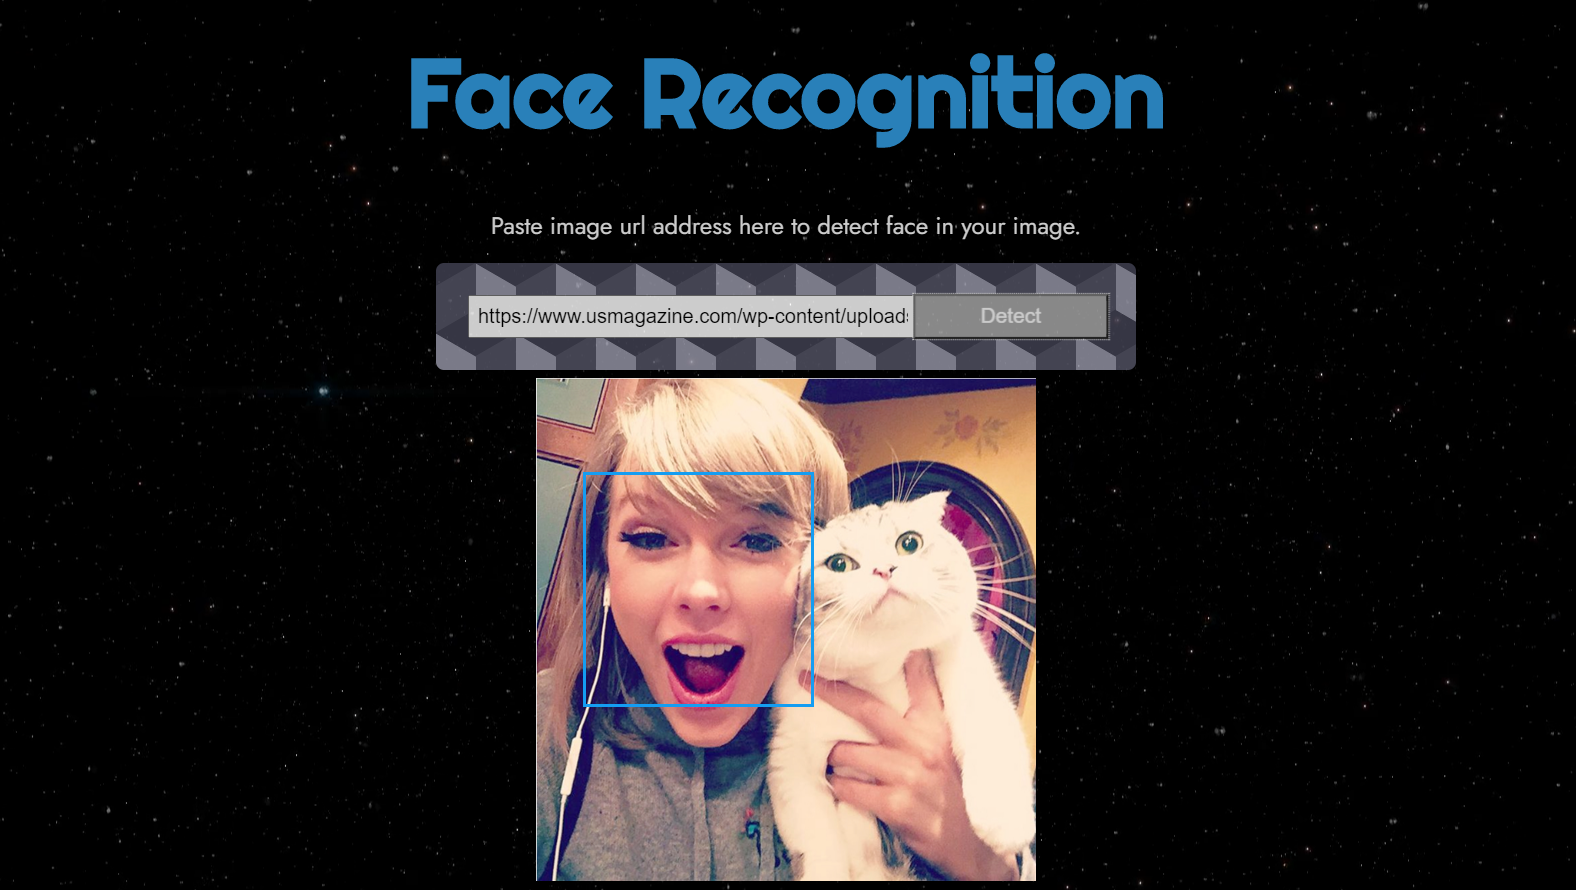 Face Recognition
Paste image url address here to detect face in your image.
https://www.usmagazine.com/wp-content/upload
Detect